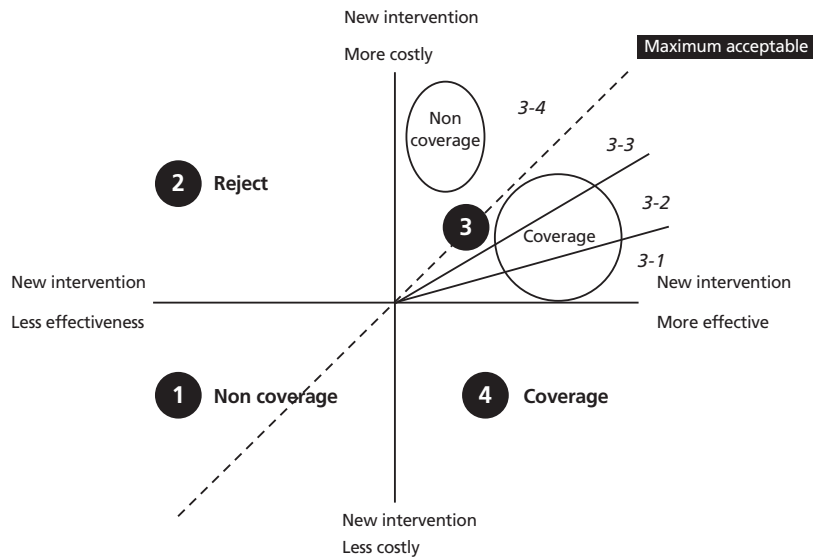 New intervention
More costly
Maximum acceptable
Non
coverage
3-4
3-3
2 Reject
3
3-2
Coverage
3-1
New intervention
Less effectiveness
New intervention
More effective
1 Non coverage
4 Coverage
New intervention
Less costly